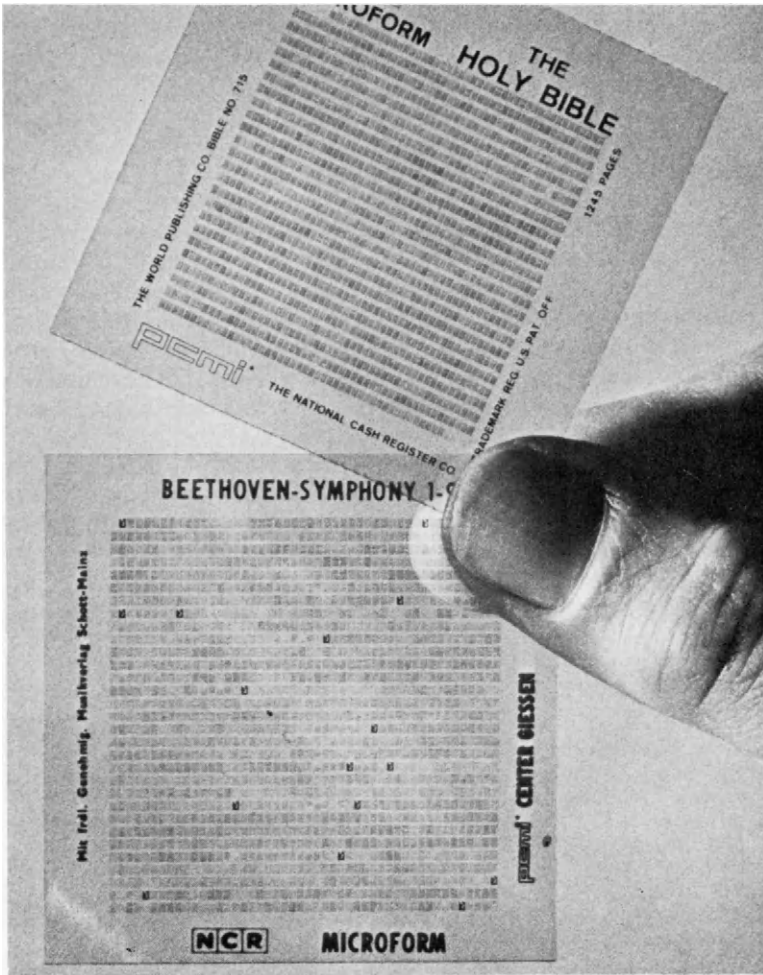 ROFORM
THE
HOLY BIBLE
THE WORLD PUBLISHING CO. BIBLE NO. 715
1245 PAGES
pcmi
THE NATIONAL CASH REGISTER CO.
TRADEMARK REG. U.S. PAT OFF
BEETHOVEN-SYMPHONY 1-9
Mit frdl. Genehmig. Musikverlag Schott-Mainz
pcmi CENTER GIESSEN
NCR MICROFORM